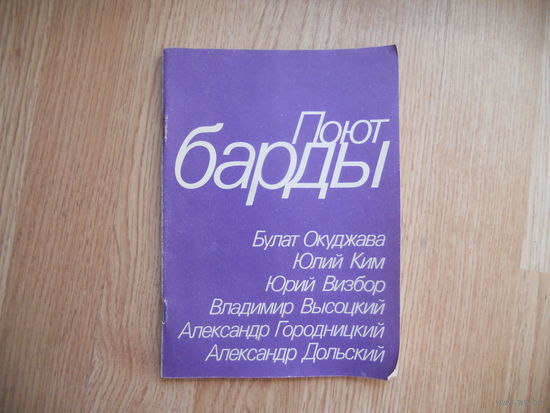 Поют
барды
Булат Окуджава
Юлий Ким
Юрий Визбор
Владимир Высоцкий
Александр Городницкий
Александр Дольский